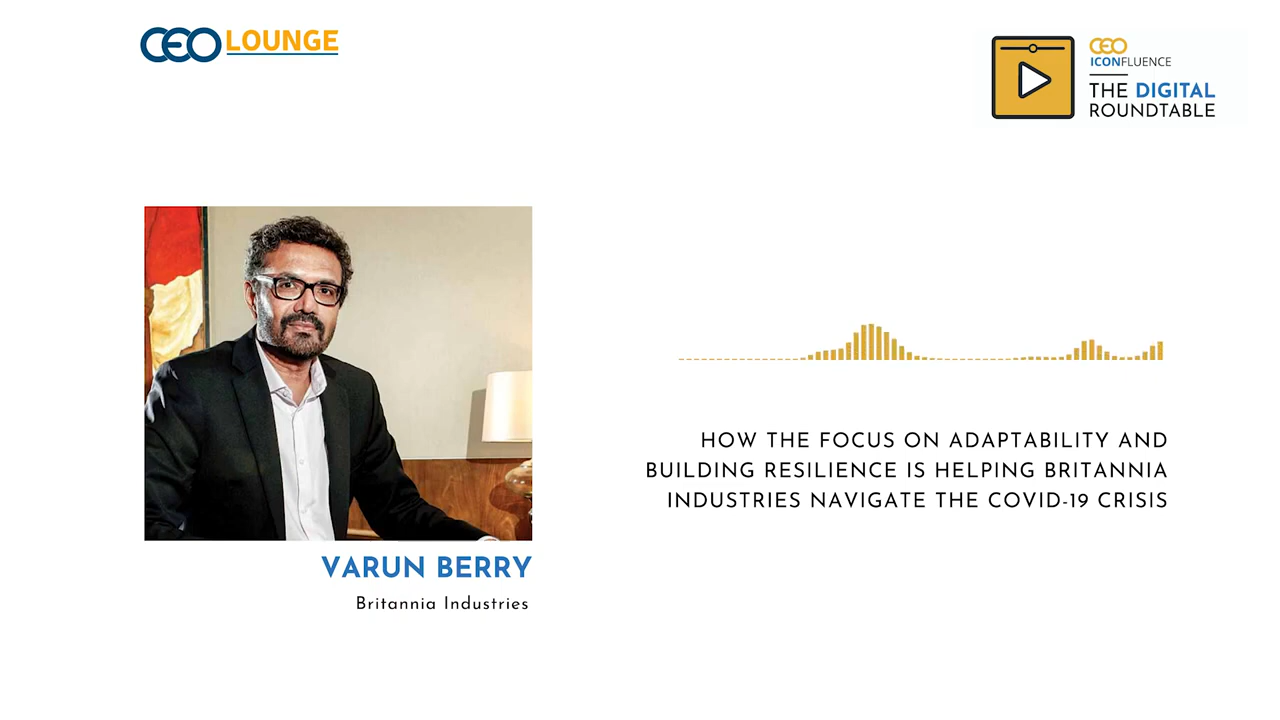 CEO LOUNGE
CEO
ICONFLUENCE
THE DIGITAL
ROUNDTABLE
HOW THE FOCUS ON ADAPTABILITY AND
BUILDING RESILIENCE IS HELPING BRITANNIA
INDUSTRIES NAVIGATE THE COVID-19 CRISIS
VARUN BERRY
Britannia Industries